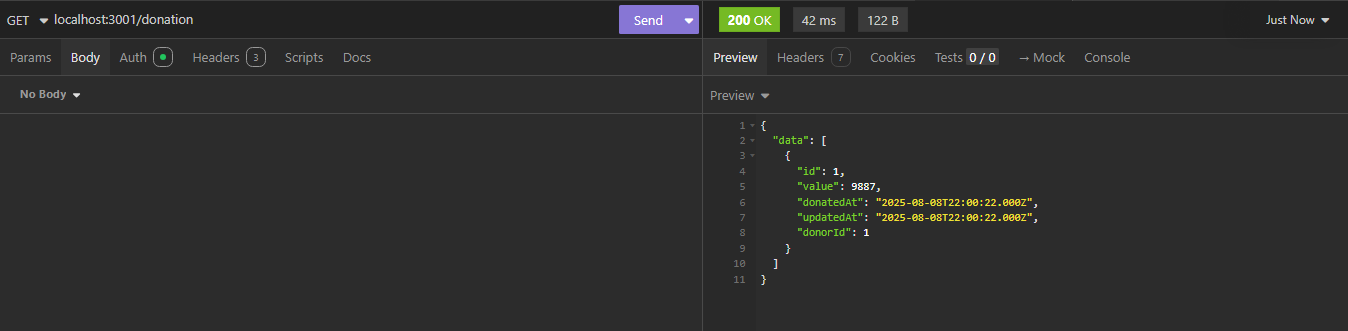 GET localhost:3001/donation Send 200 OK 42 ms 122 B Just Now
Params Body Auth Headers 3 Scripts Docs Preview Headers 7 Cookies Tests 0 / 0 → Mock Console
No Body Preview
1 {
2 "data": [
3 {
4 "id": 1,
5 "value": 9887,
6 "donatedAt": "2025-08-08T22:00:22.000Z",
7 "updatedAt": "2025-08-08T22:00:22.000Z",
8 "donorId": 1
9 }
10 ]
11 }